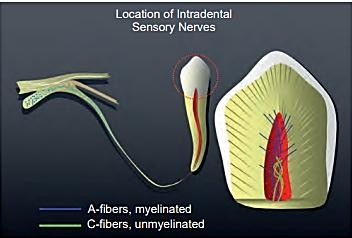 Location of Intradental
Sensory Nerves
A-fibers, myelinated
C-fibers, unmyelinated